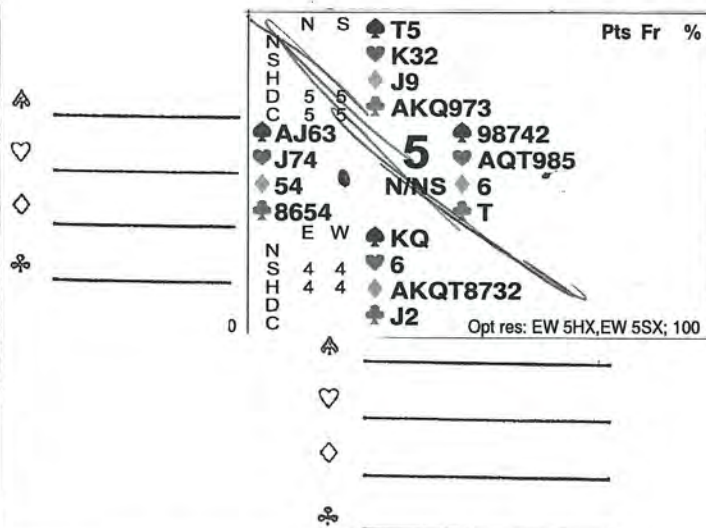 N S ♠ T5 Pts Fr %
N ♥ K32
S ♦ J9
H ♣ AKQ973
D 5 5
C 5 5
♠ AJ63 5 ♠ 98742
♥ J74 N/NS ♥ AQT985
♦ 54 ♦ 6
♣ 8654 ♣ T
E W ♠ KQ
N ♥ 6
S 4 4 ♦ AKQT8732
H 4 4 ♣ J2
D
C
0 Opt res: EW 5HX,EW 5SX; 100
♠
♡
♢
♣
♠
♡
♢
♣